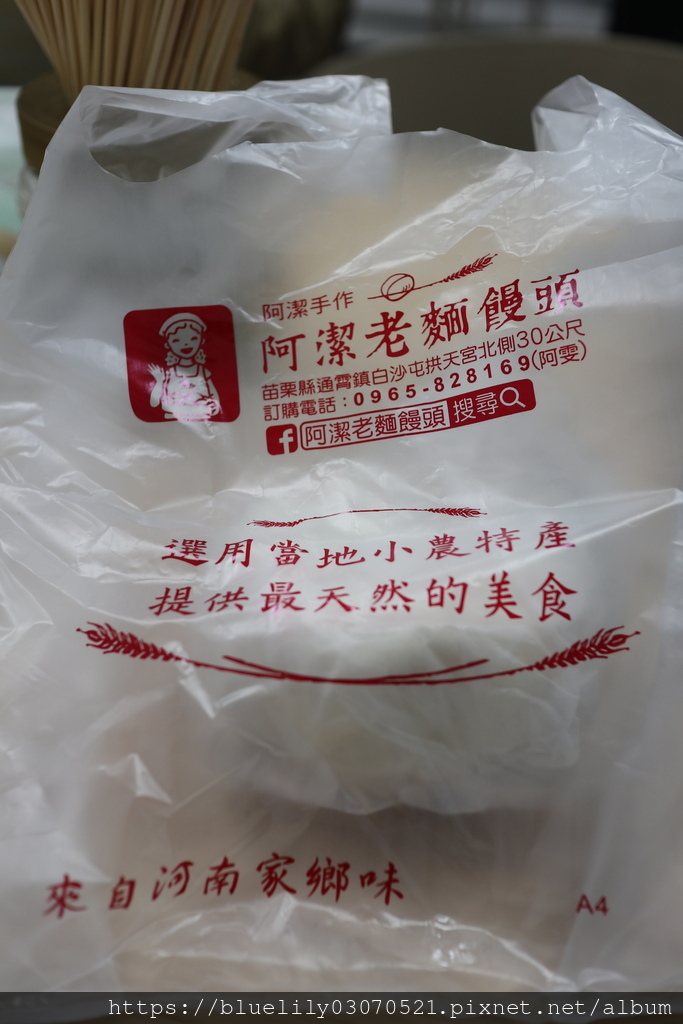 阿潔手作
阿潔老麵饅頭
苗栗縣通霄鎮白沙屯拱天宮北側30公尺
訂購電話：0965-828169(阿雯)
f 阿潔老麵饅頭 搜尋
選用當地小農特產
提供最天然的美食
來自河南家鄉味
A4
https://bluelily03070521.pixnet.net/album